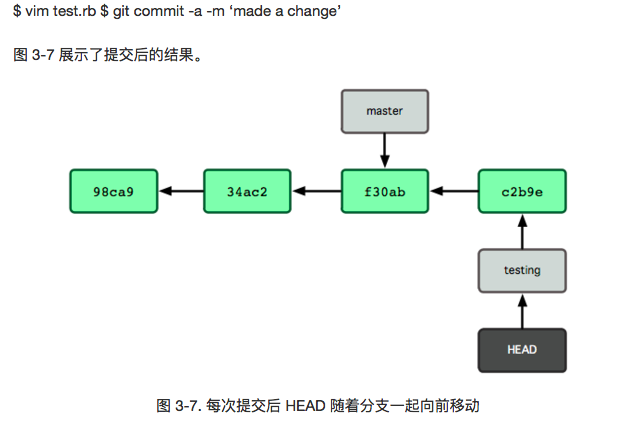 $ vim test.rb $ git commit -a -m ‘made a change’
图 3-7 展示了提交后的结果。
master
98ca9
34ac2
f30ab
c2b9e
testing
HEAD
图 3-7. 每次提交后 HEAD 随着分支一起向前移动